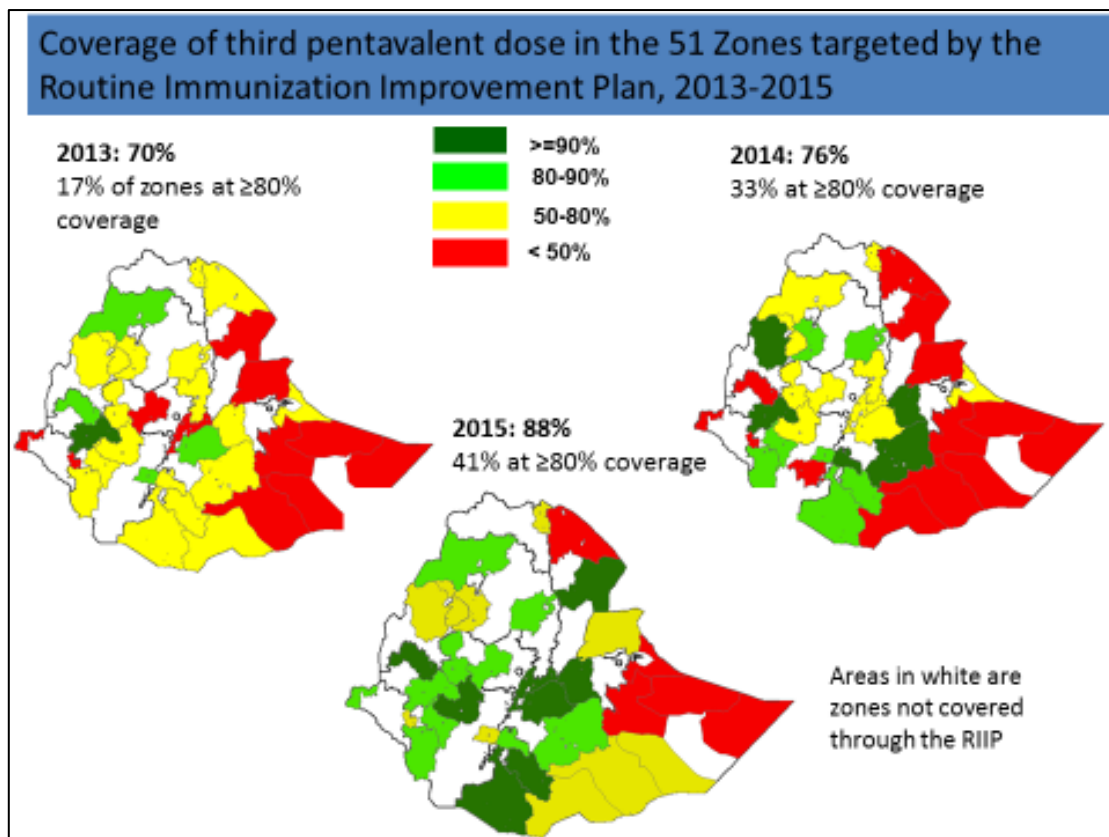 Coverage of third pentavalent dose in the 51 Zones targeted by the
Routine Immunization Improvement Plan, 2013-2015
2013: 70%
17% of zones at ≥80%
coverage
>=90%
80-90%
50-80%
< 50%
2014: 76%
33% at ≥80% coverage
2015: 88%
41% at ≥80% coverage
Areas in white are
zones not covered
through the RIIP